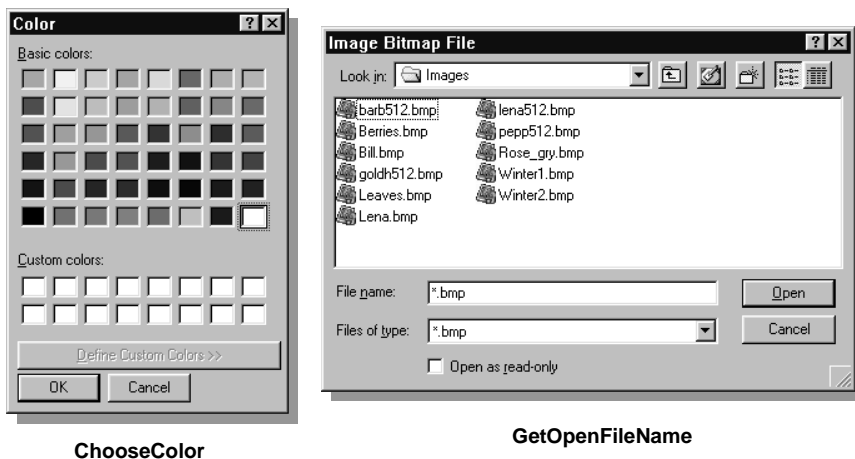 Color
Basic colors:
Custom colors:
Define Custom Colors >>
OK Cancel
ChooseColor
Image Bitmap File
Look in: Images
barb512.bmp lena512.bmp
Berries.bmp pepp512.bmp
Bill.bmp Rose_gry.bmp
goldh512.bmp Winter1.bmp
Leaves.bmp Winter2.bmp
Lena.bmp
File name: *.bmp Open
Files of type: *.bmp Cancel
Open as read-only
GetOpenFileName